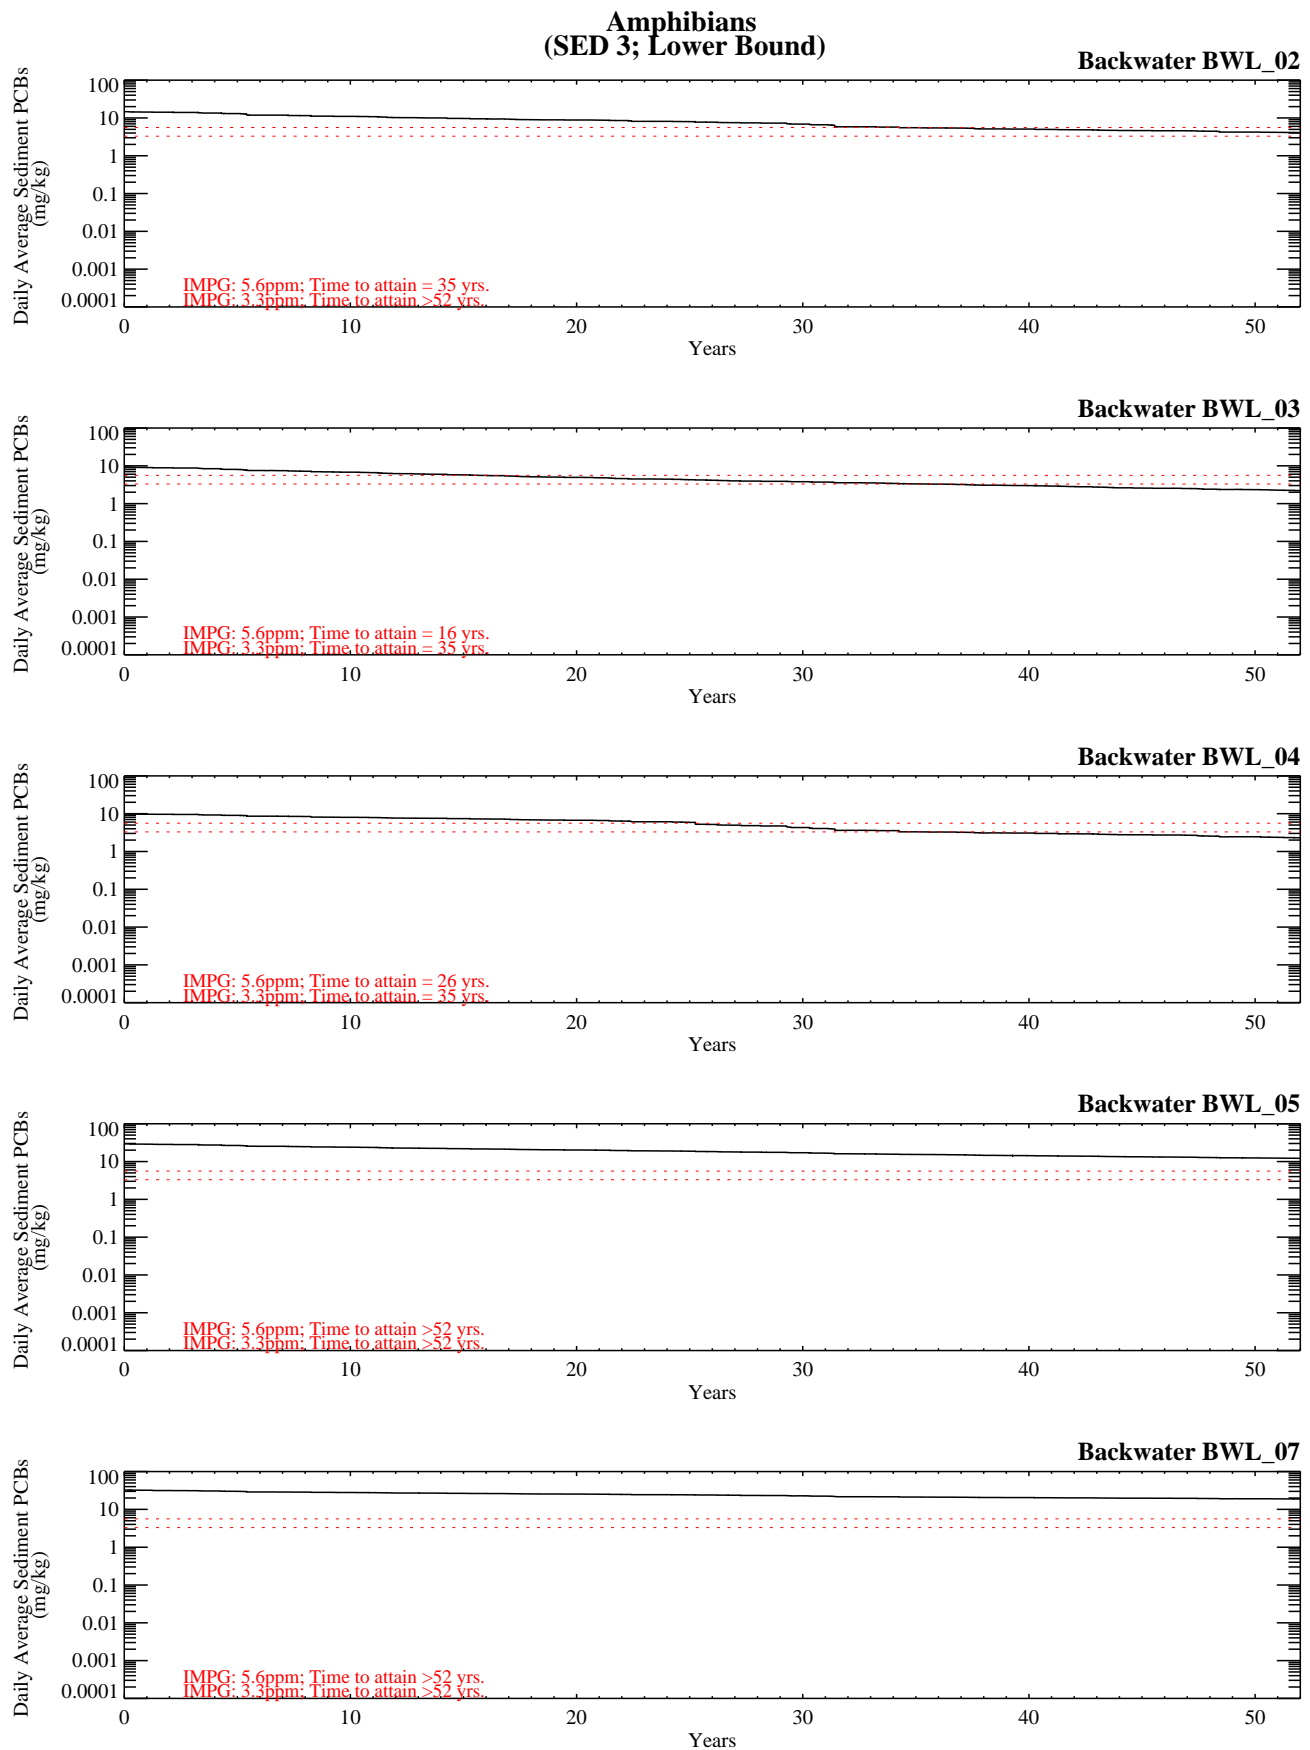 Amphibians
(SED 3; Lower Bound)
Backwater BWL_02
Daily Average Sediment PCBs
(mg/kg)
100
10
1
0.1
0.01
0.001
0.0001
IMPG: 5.6ppm; Time to attain = 35 yrs.
IMPG: 3.3ppm; Time to attain >52 yrs.
0 10 20 30 40 50
Years
Backwater BWL_03
Daily Average Sediment PCBs
(mg/kg)
100
10
1
0.1
0.01
0.001
0.0001
IMPG: 5.6ppm; Time to attain = 16 yrs.
IMPG: 3.3ppm; Time to attain = 35 yrs.
0 10 20 30 40 50
Years
Backwater BWL_04
Daily Average Sediment PCBs
(mg/kg)
100
10
1
0.1
0.01
0.001
0.0001
IMPG: 5.6ppm; Time to attain = 26 yrs.
IMPG: 3.3ppm; Time to attain = 35 yrs.
0 10 20 30 40 50
Years
Backwater BWL_05
Daily Average Sediment PCBs
(mg/kg)
100
10
1
0.1
0.01
0.001
0.0001
IMPG: 5.6ppm; Time to attain >52 yrs.
IMPG: 3.3ppm; Time to attain >52 yrs.
0 10 20 30 40 50
Years
Backwater BWL_07
Daily Average Sediment PCBs
(mg/kg)
100
10
1
0.1
0.01
0.001
0.0001
IMPG: 5.6ppm; Time to attain >52 yrs.
IMPG: 3.3ppm; Time to attain >52 yrs.
0 10 20 30 40 50
Years